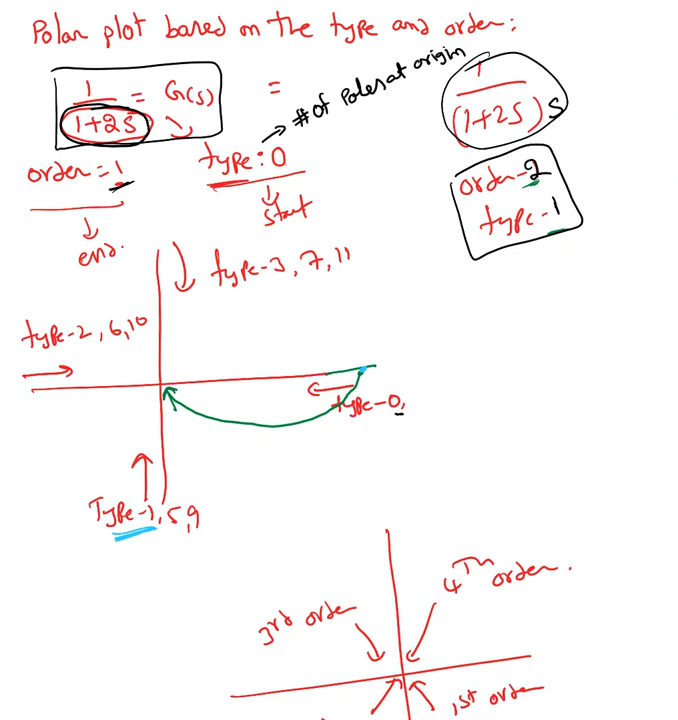 Polar plot based on the type and order:
1/(1+2s) = G(s) =
→ # of Poles at origin
1/(1+2s)s
order = 1
type: 0
order-2
type-1
end.
start
type-3, 7, 11
type-2, 6, 10
type-0,
Type-1, 5, 9
4Th order.
3rd order
1st order